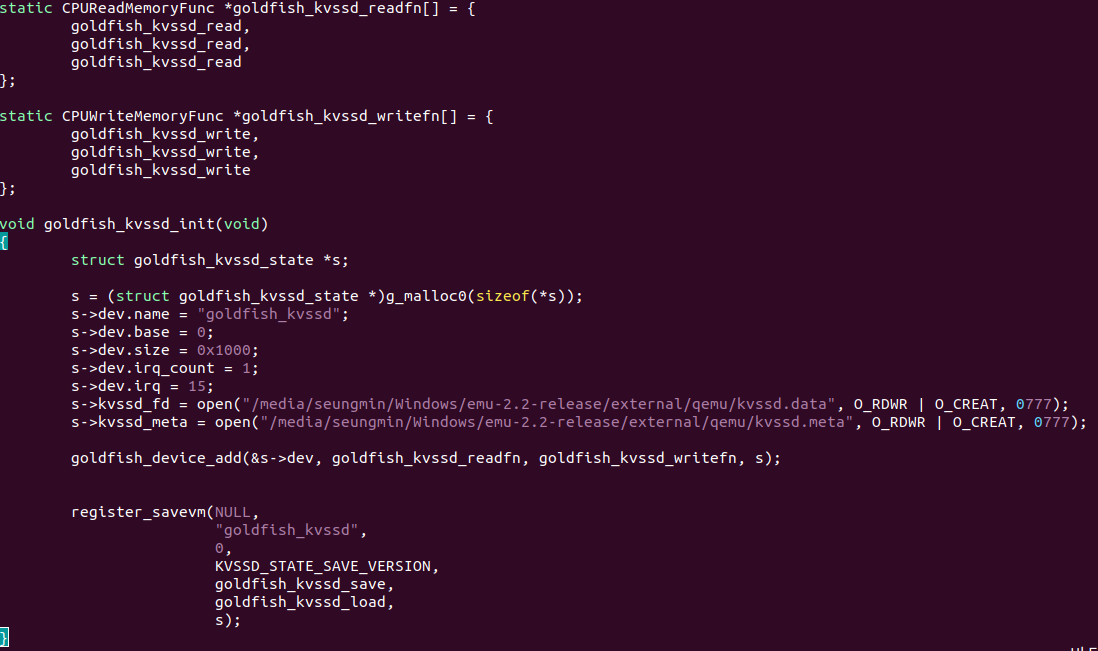 static CPUReadMemoryFunc *goldfish_kvssd_readfn[] = {
        goldfish_kvssd_read,
        goldfish_kvssd_read,
        goldfish_kvssd_read
};

static CPUWriteMemoryFunc *goldfish_kvssd_writefn[] = {
        goldfish_kvssd_write,
        goldfish_kvssd_write,
        goldfish_kvssd_write
};

void goldfish_kvssd_init(void)
{
        struct goldfish_kvssd_state *s;

        s = (struct goldfish_kvssd_state *)g_malloc0(sizeof(*s));
        s->dev.name = "goldfish_kvssd";
        s->dev.base = 0;
        s->dev.size = 0x1000;
        s->dev.irq_count = 1;
        s->dev.irq = 15;
        s->kvssd_fd = open("/media/seungmin/Windows/emu-2.2-release/external/qemu/kvssd.data", O_RDWR | O_CREAT, 0777);
        s->kvssd_meta = open("/media/seungmin/Windows/emu-2.2-release/external/qemu/kvssd.meta", O_RDWR | O_CREAT, 0777);

        goldfish_device_add(&s->dev, goldfish_kvssd_readfn, goldfish_kvssd_writefn, s);


        register_savevm(NULL,
                        "goldfish_kvssd",
                        0,
                        KVSSD_STATE_SAVE_VERSION,
                        goldfish_kvssd_save,
                        goldfish_kvssd_load,
                        s);
}